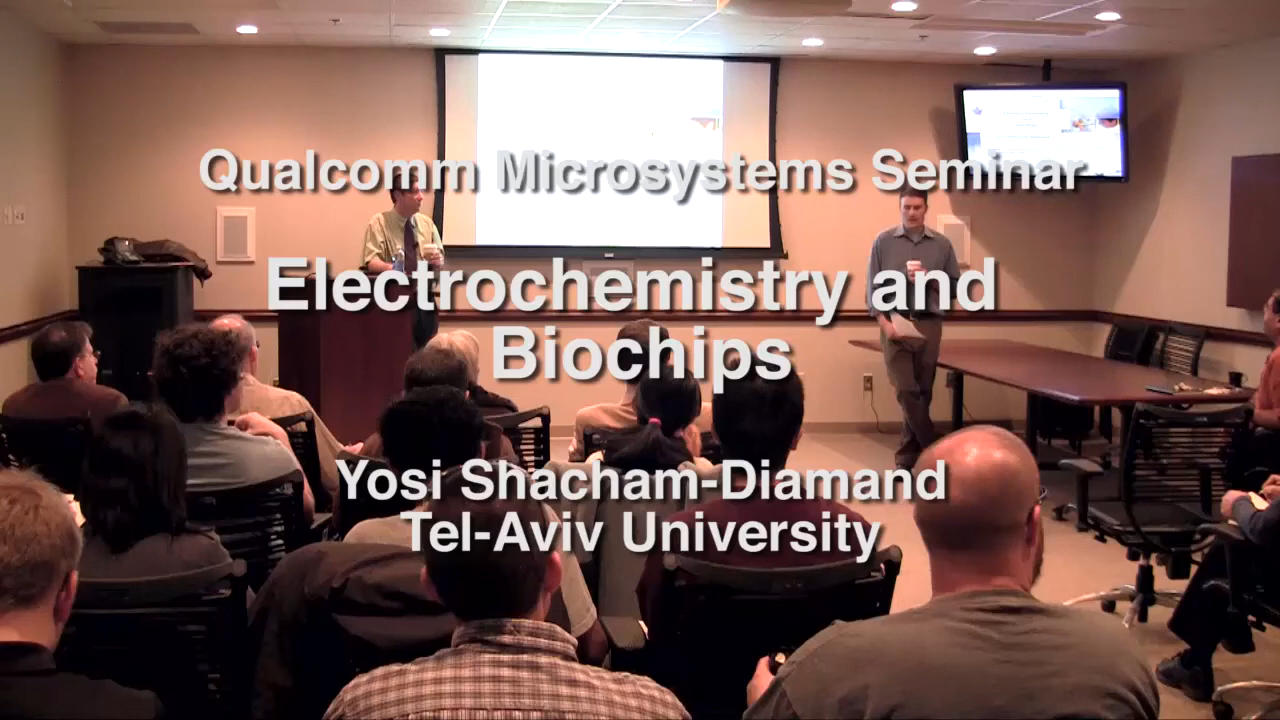 Qualcomm Microsystems Seminar
Electrochemistry and
Biochips
Yosi Shacham-Diamand
Tel-Aviv University